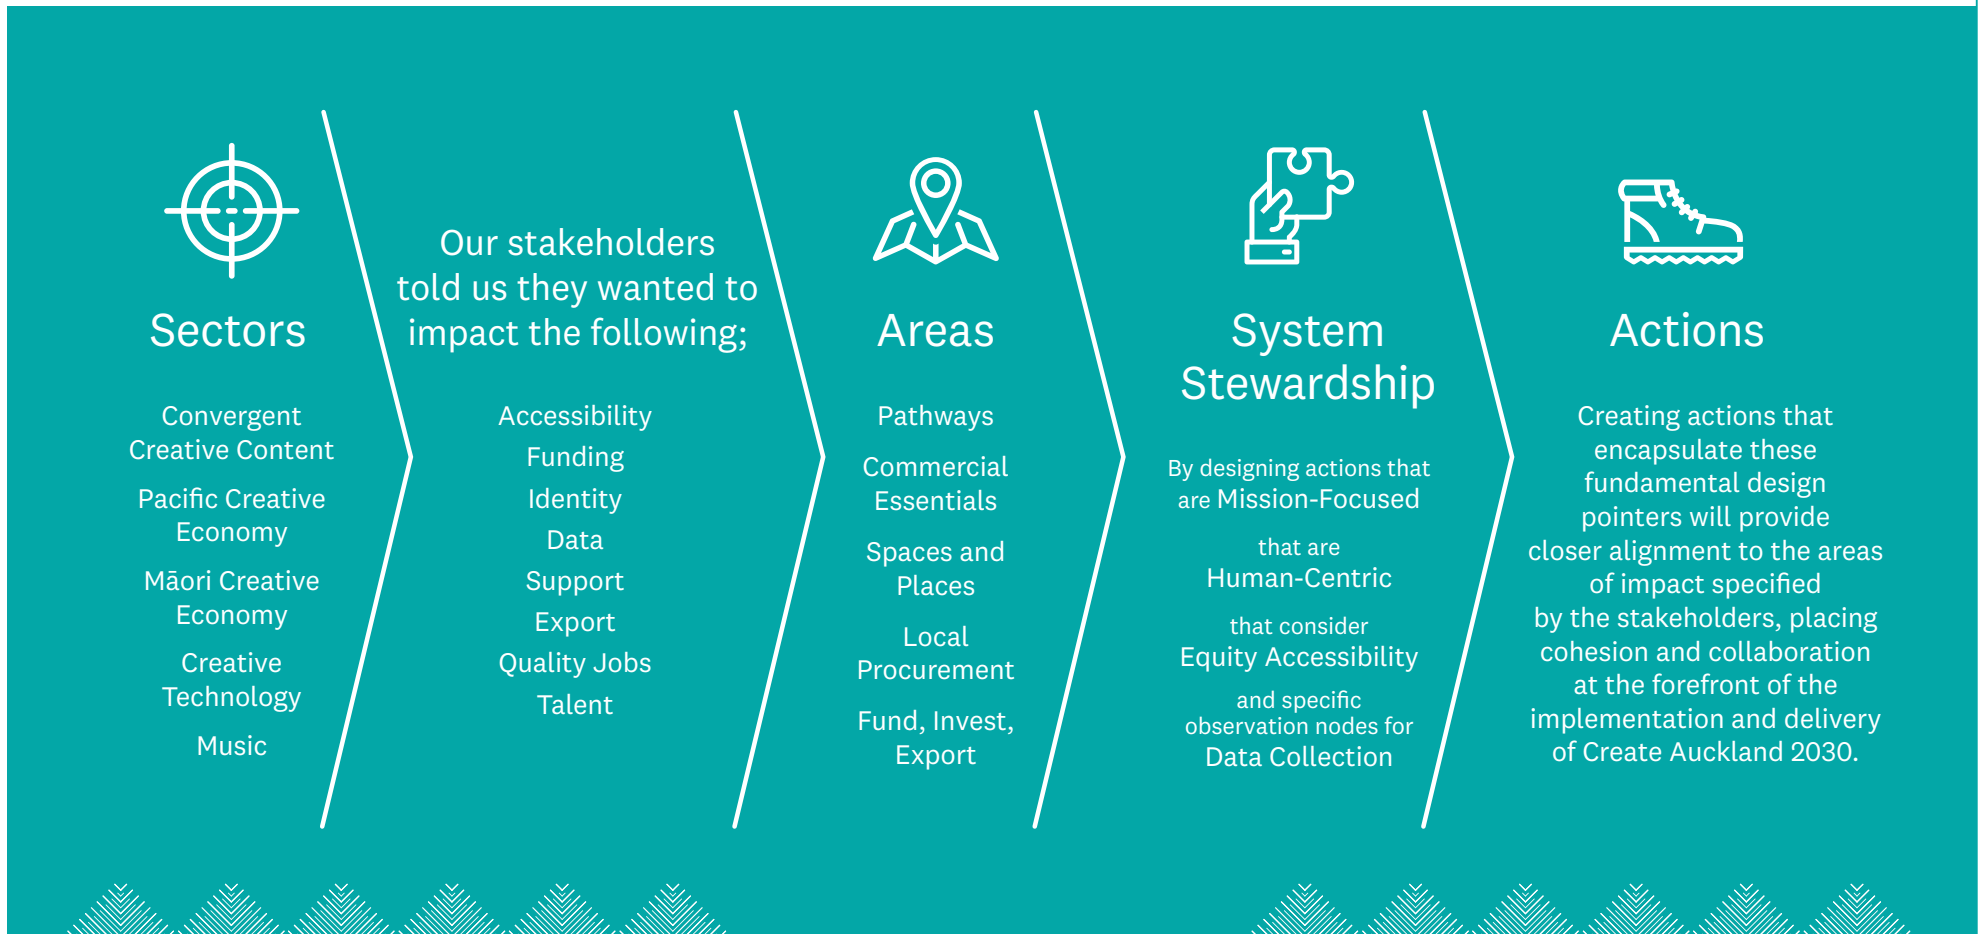 Sectors
Convergent
Creative Content
Pacific Creative
Economy
Māori Creative
Economy
Creative
Technology
Music
Our stakeholders
told us they wanted to
impact the following;
Accessibility
Funding
Identity
Data
Support
Export
Quality Jobs
Talent
Areas
Pathways
Commercial
Essentials
Spaces and
Places
Local
Procurement
Fund, Invest,
Export
System
Stewardship
By designing actions that
are Mission-Focused
that are
Human-Centric
that consider
Equity Accessibility
and specific
observation nodes for
Data Collection
Actions
Creating actions that
encapsulate these
fundamental design
pointers will provide
closer alignment to the areas
of impact specified
by the stakeholders, placing
cohesion and collaboration
at the forefront of the
implementation and delivery
of Create Auckland 2030.